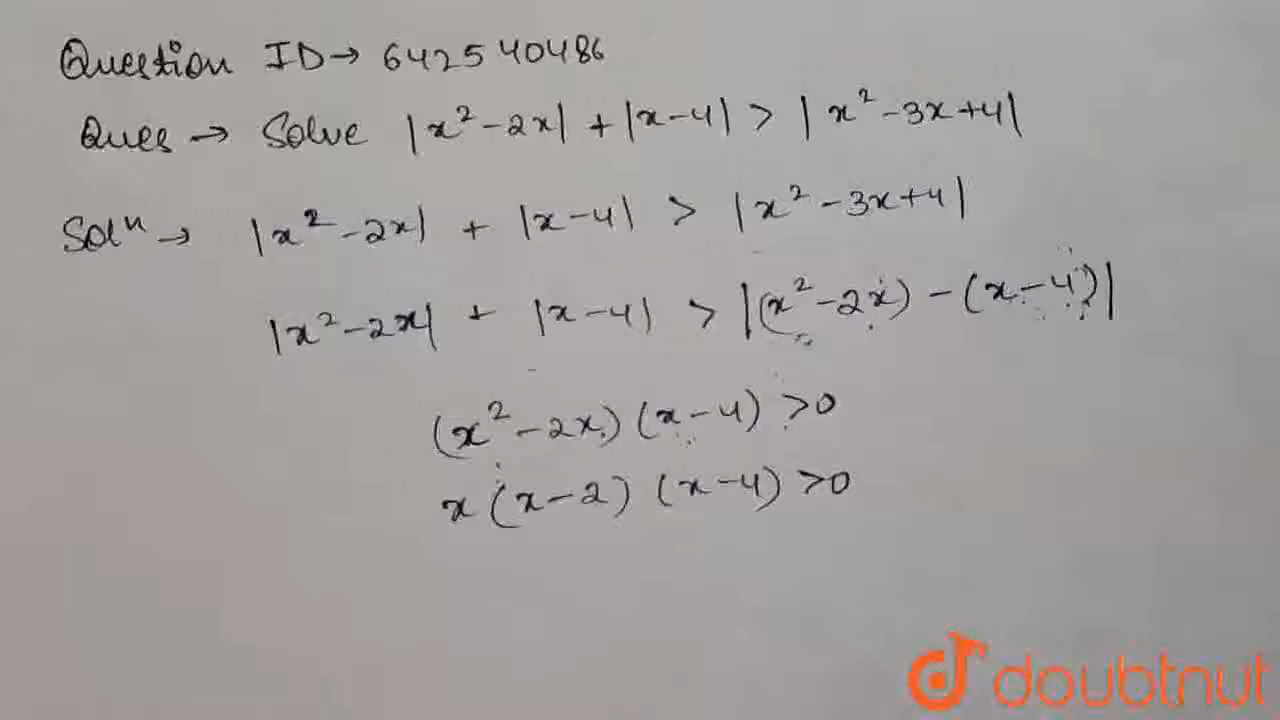 Question ID→ 642540486
Ques → Solve |x²-2x| + |x-4| > |x²-3x+4|
Solⁿ → |x²-2x| + |x-4| > |x²-3x+4|
|x²-2x| + |x-4| > |(x²-2x) - (x-4)|
(x²-2x) (x-4) >0
x (x-2) (x-4) >0
doubtnut